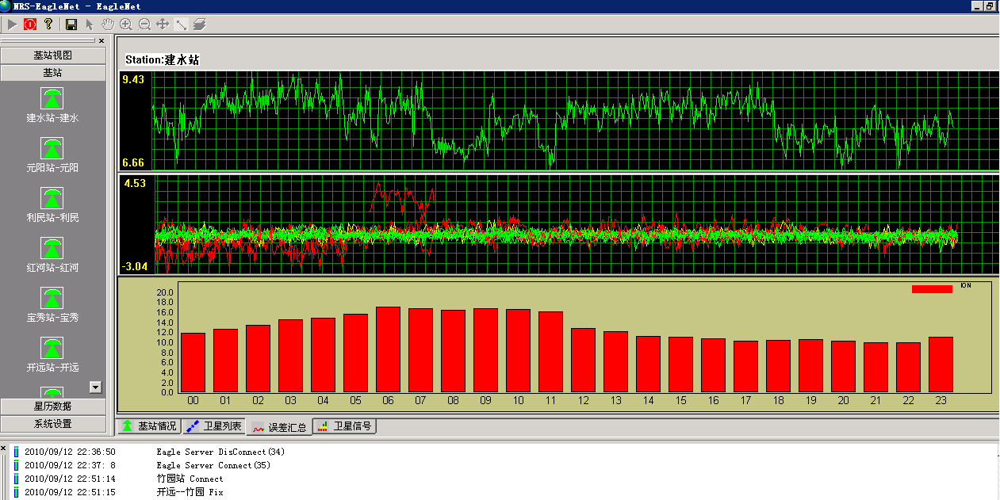 NRS-EagleNet - EagleNet
基站视图
基站
建水站-建水
元阳站-元阳
利民站-利民
红河站-红河
宝秀站-宝秀
开远站-开远
星历数据
系统设置
Station:建水站
9.43
6.66
4.53
-3.04
ION
20.0
18.0
16.0
14.0
12.0
10.0
8.0
6.0
4.0
2.0
0.0
00 01 02 03 04 05 06 07 08 09 10 11 12 13 14 15 16 17 18 19 20 21 22 23
基站情况 卫星列表 误差汇总 卫星信号
2010/09/12 22:36:50 Eagle Server DisConnect(34)
2010/09/12 22:37: 8 Eagle Server Connect(35)
2010/09/12 22:51:14 竹园站 Connect
2010/09/12 22:51:15 开远--竹园 Fix